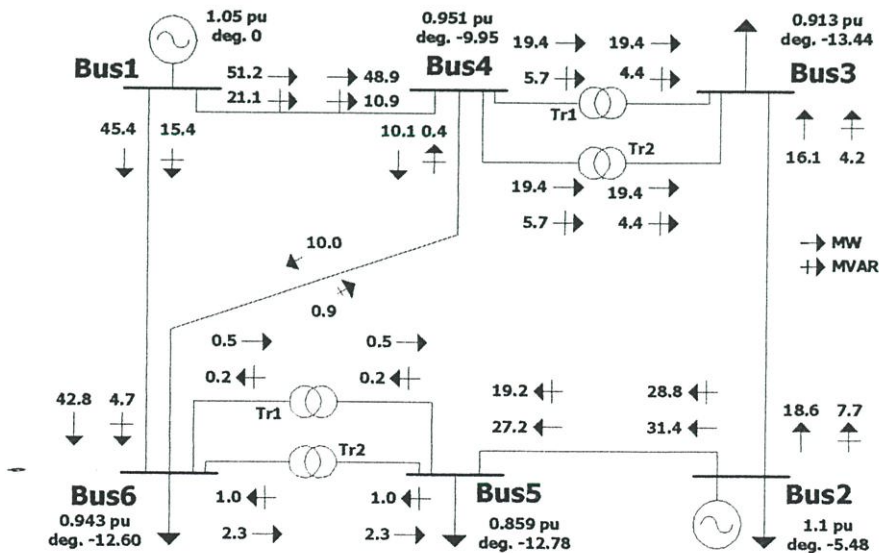 1.05 pu
deg. 0
0.951 pu
deg. -9.95
0.913 pu
deg. -13.44
Bus1
Bus4
Bus3
51.2
48.9
21.1
10.9
19.4
19.4
5.7
4.4
Tr1
45.4
15.4
10.1
0.4
Tr2
16.1
4.2
19.4
19.4
5.7
4.4
10.0
0.9
MW
MVAR
0.5
0.5
0.2
0.2
Tr1
42.8
4.7
19.2
28.8
27.2
31.4
18.6
7.7
Tr2
Bus6
1.0
1.0
Bus5
Bus2
0.943 pu
deg. -12.60
2.3
2.3
0.859 pu
deg. -12.78
1.1 pu
deg. -5.48